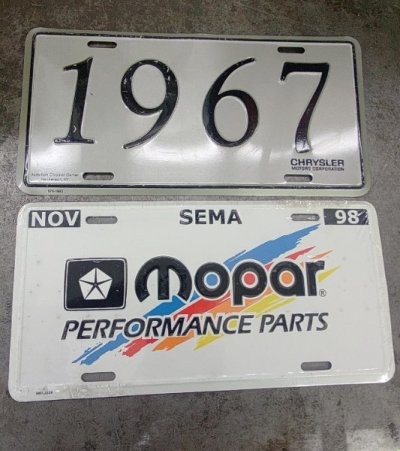 1967
CHRYSLER
MOTORS CORPORATION
NOV SEMA 98
mopar®
PERFORMANCE PARTS